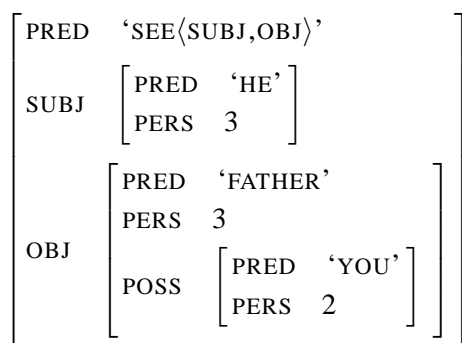 PRED ‘SEE⟨SUBJ,OBJ⟩’
SUBJ
PRED ‘HE’
PERS 3
OBJ
PRED ‘FATHER’
PERS 3
POSS
PRED ‘YOU’
PERS 2